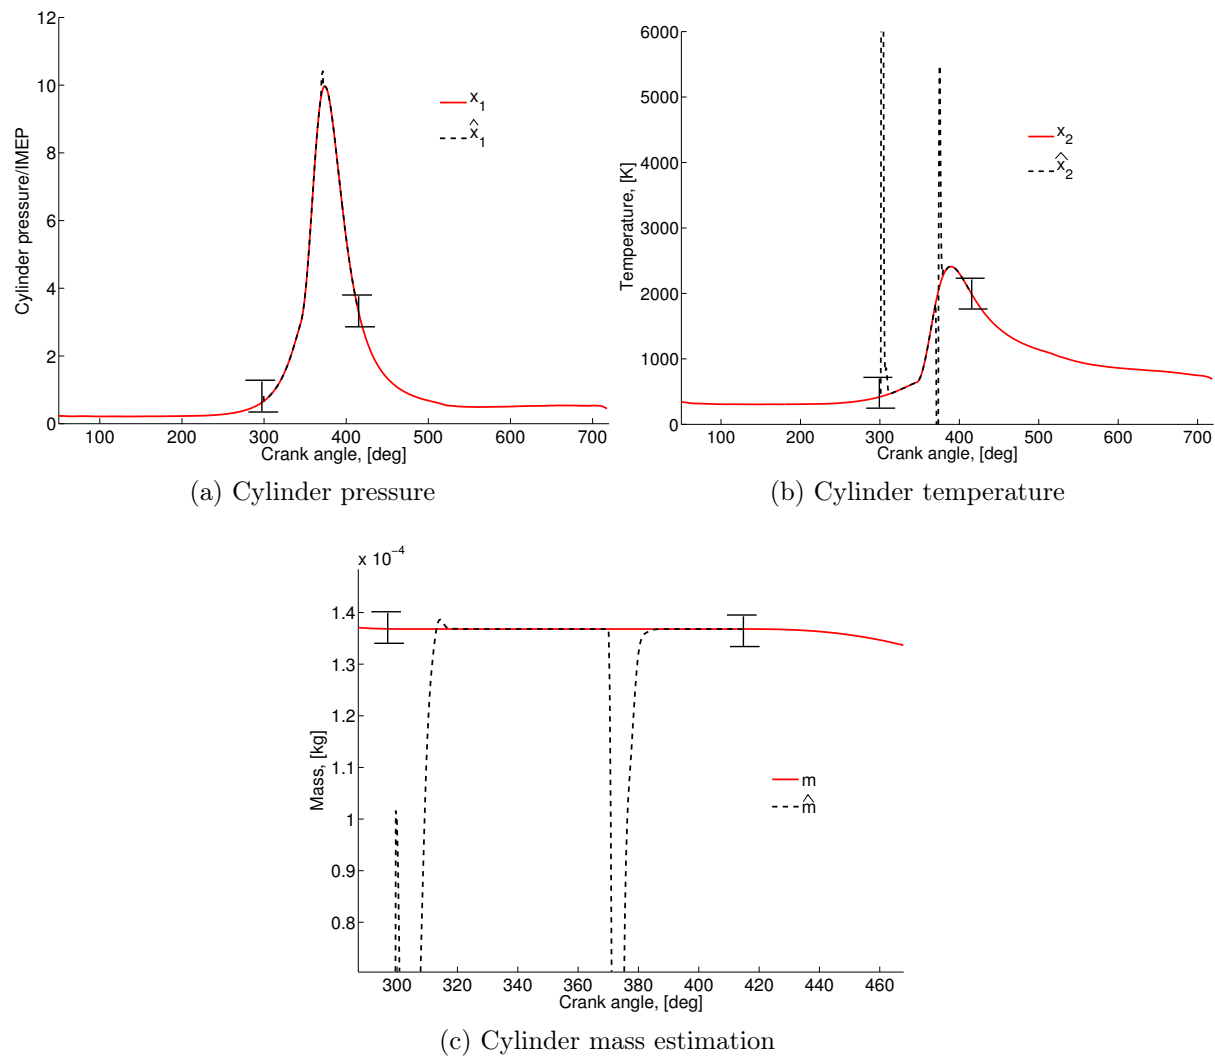 12
10
8
6
4
2
0
Cylinder pressure/IMEP
x₁
x̂₁
100 200 300 400 500 600 700
Crank angle, [deg]
(a) Cylinder pressure
6000
5000
4000
3000
2000
1000
0
Temperature, [K]
x₂
x̂₂
100 200 300 400 500 600 700
Crank angle, [deg]
(b) Cylinder temperature
x 10⁻⁴
1.4
1.3
1.2
1.1
1
0.9
0.8
Mass, [kg]
m
m̂
300 320 340 360 380 400 420 440 460
Crank angle, [deg]
(c) Cylinder mass estimation